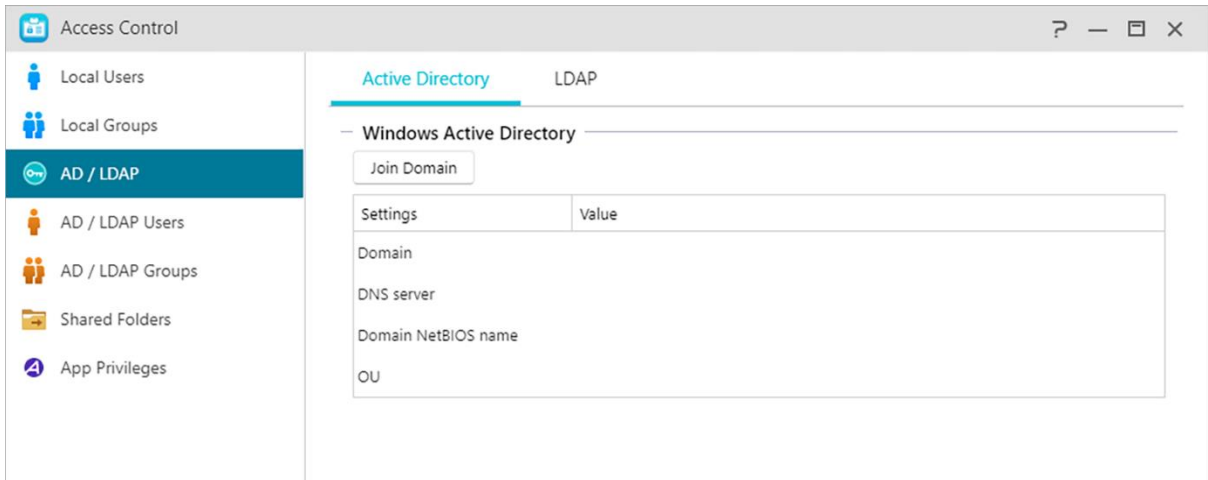 Access Control
Local Users
Local Groups
AD / LDAP
AD / LDAP Users
AD / LDAP Groups
Shared Folders
App Privileges
Active Directory LDAP
Windows Active Directory
Join Domain
Settings Value
Domain
DNS server
Domain NetBIOS name
OU